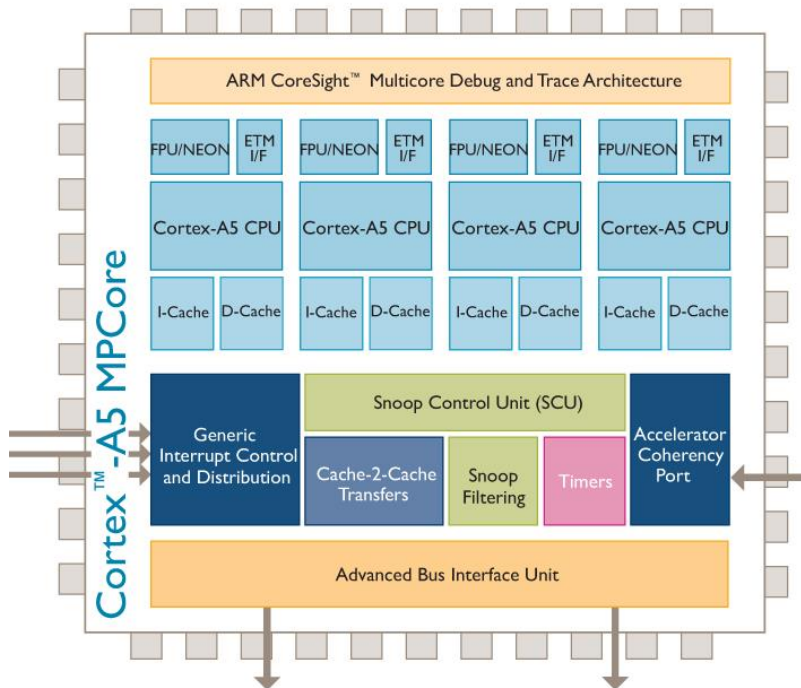 ARM CoreSight™ Multicore Debug and Trace Architecture
FPU/NEON
ETM
I/F
FPU/NEON
ETM
I/F
FPU/NEON
ETM
I/F
FPU/NEON
ETM
I/F
Cortex-A5 CPU
Cortex-A5 CPU
Cortex-A5 CPU
Cortex-A5 CPU
I-Cache
D-Cache
I-Cache
D-Cache
I-Cache
D-Cache
I-Cache
D-Cache
Cortex™-A5 MPCore
Generic
Interrupt Control
and Distribution
Snoop Control Unit (SCU)
Cache-2-Cache
Transfers
Snoop
Filtering
Timers
Accelerator
Coherency
Port
Advanced Bus Interface Unit